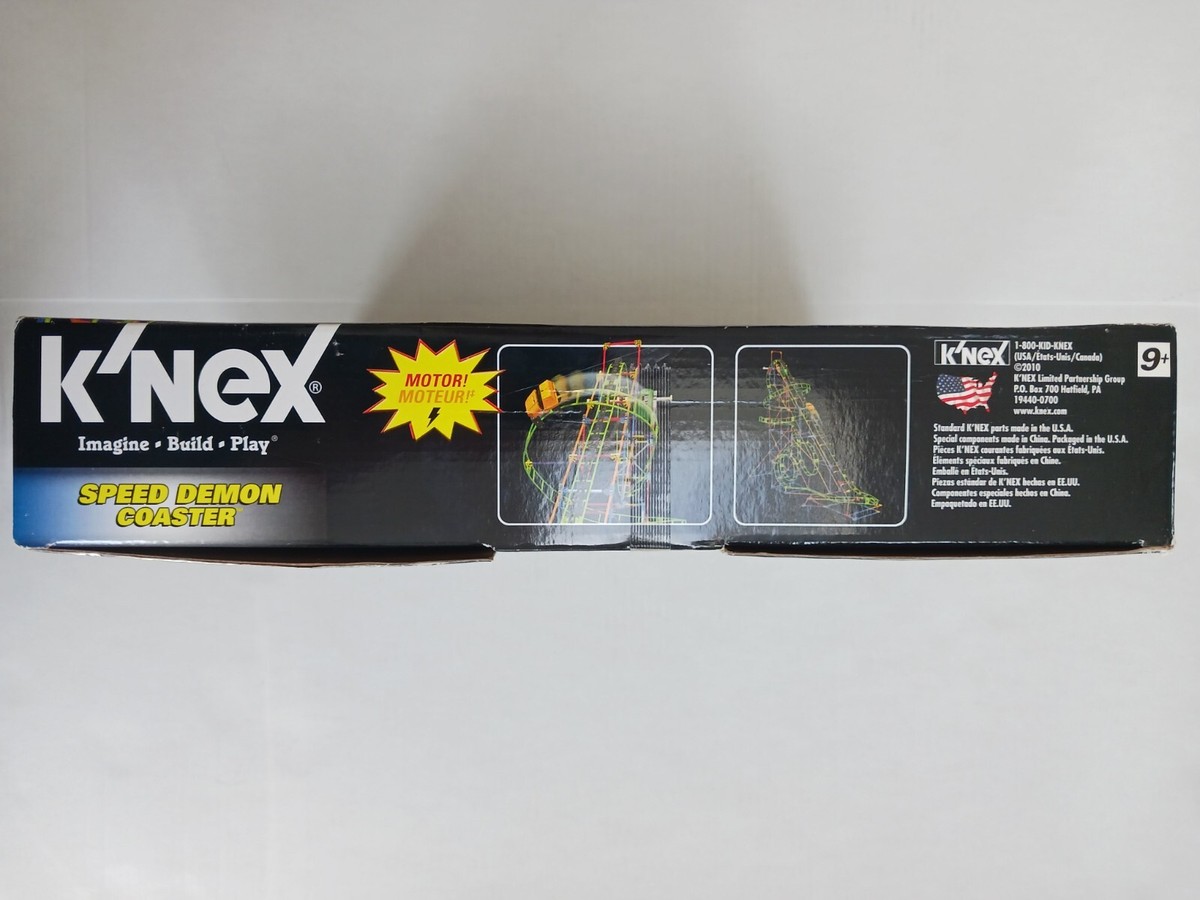 K'NEX®
Imagine • Build • Play®
SPEED DEMON
COASTER™
MOTOR!
MOTEUR!
K'NEX
1-800-KID-KNEX
(USA/États-Unis/Canada)
©2010
K'NEX Limited Partnership Group
P.O. Box 700 Hatfield, PA
19440-0700
www.knex.com
Standard K'NEX parts made in the U.S.A.
Special components made in China. Packaged in the U.S.A.
Pièces K'NEX courantes fabriquées aux États-Unis.
Éléments spéciaux fabriqués en Chine.
Emballé en États-Unis.
Piezas estándar de K'NEX hechas en EE.UU.
Componentes especiales hechos en China.
Empaquetado en EE.UU.
9+